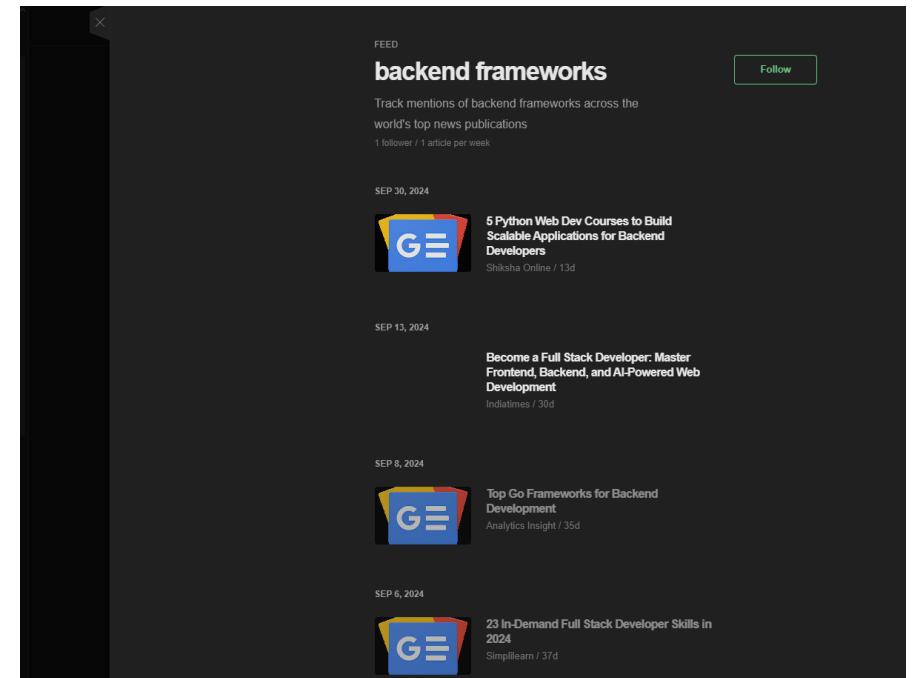 FEED
backend frameworks
Follow
Track mentions of backend frameworks across the
world's top news publications
1 follower / 1 article per week
SEP 30, 2024
GE
5 Python Web Dev Courses to Build
Scalable Applications for Backend
Developers
Shiksha Online / 13d
SEP 13, 2024
Become a Full Stack Developer: Master
Frontend, Backend, and AI-Powered Web
Development
Indiatimes / 30d
SEP 8, 2024
G
Top Go Frameworks for Backend
Development
Analytics Insight / 35d
SEP 6, 2024
G
23 In-Demand Full Stack Developer Skills in
2024
Simplilearn / 37d